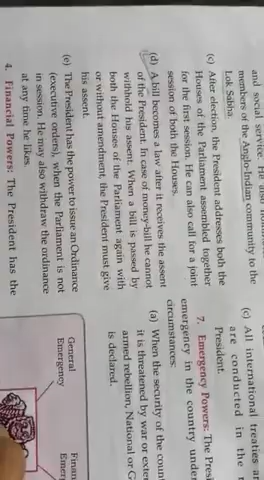 and social service. He also
members of the Anglo-Indian community to the
Lok Sabha.
(c) After election, the President addresses both the
Houses of the Parliament assembled together
for the first session. He can also call for a joint
session of both the Houses.
(d) A bill becomes a law after it receives the assent
of the President. In case of money-bill he cannot
withhold his assent. When a bill is passed by
both the Houses of the Parliament again with
or without amendment, the President must give
his assent.
(e) The President has the power to issue an Ordinance
(executive orders), when the Parliament is not
in session. He may also withdraw the ordinance
at any time he likes.
4. Financial Powers: The President has the
(c) All international treaties
are conducted in the
President.
7. Emergency Powers: The
emergency in the country under
circumstances:
(a) When the security of the
it is threatened by war or
armed rebellion, National or
is declared.
General
Emergency